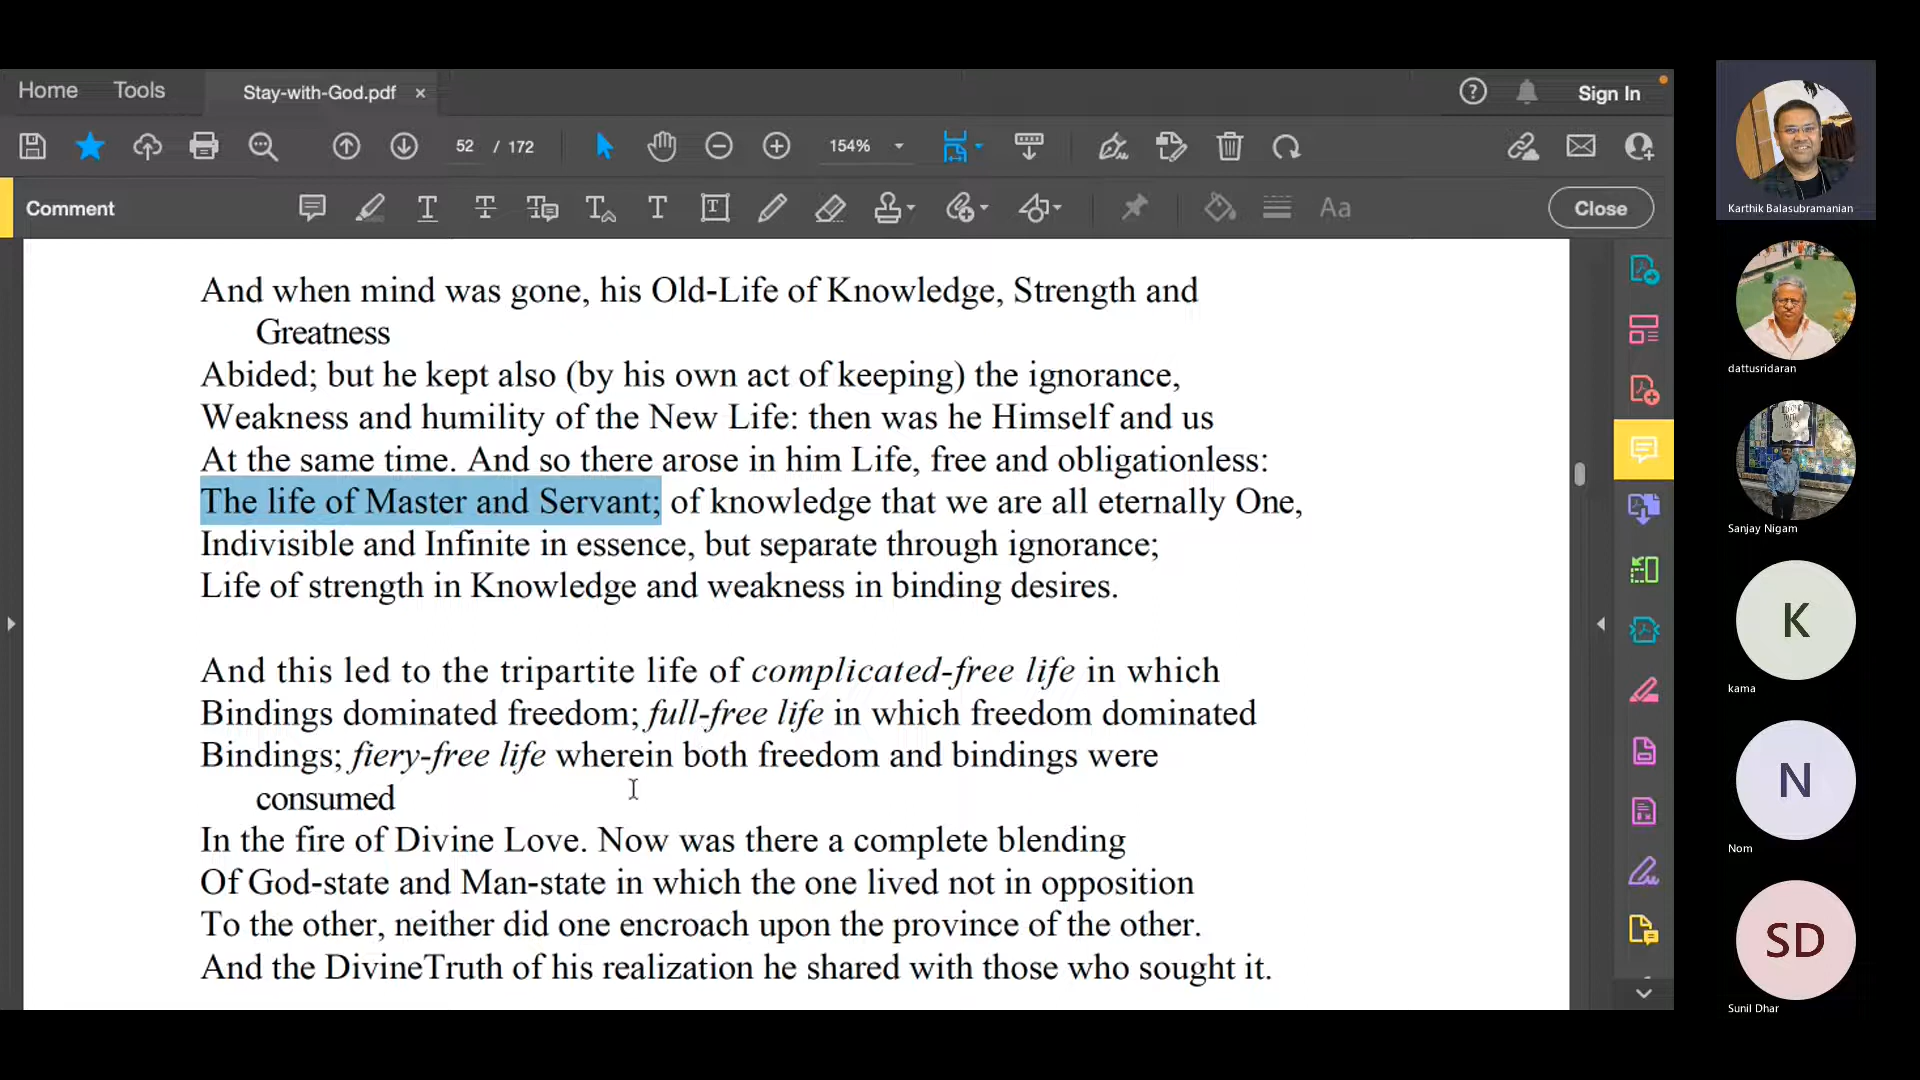 Home Tools Stay-with-God.pdf × Sign In
52 / 172 154%
Comment Close
And when mind was gone, his Old-Life of Knowledge, Strength and
Greatness
Abided; but he kept also (by his own act of keeping) the ignorance,
Weakness and humility of the New Life: then was he Himself and us
At the same time. And so there arose in him Life, free and obligationless:
The life of Master and Servant; of knowledge that we are all eternally One,
Indivisible and Infinite in essence, but separate through ignorance;
Life of strength in Knowledge and weakness in binding desires.
And this led to the tripartite life of complicated-free life in which
Bindings dominated freedom; full-free life in which freedom dominated
Bindings; fiery-free life wherein both freedom and bindings were
consumed
In the fire of Divine Love. Now was there a complete blending
Of God-state and Man-state in which the one lived not in opposition
To the other, neither did one encroach upon the province of the other.
And the DivineTruth of his realization he shared with those who sought it.
Karthik Balasubramanian
dattusridaran
Sanjay Nigam
K
kama
N
Nom
SD
Sunil Dhar